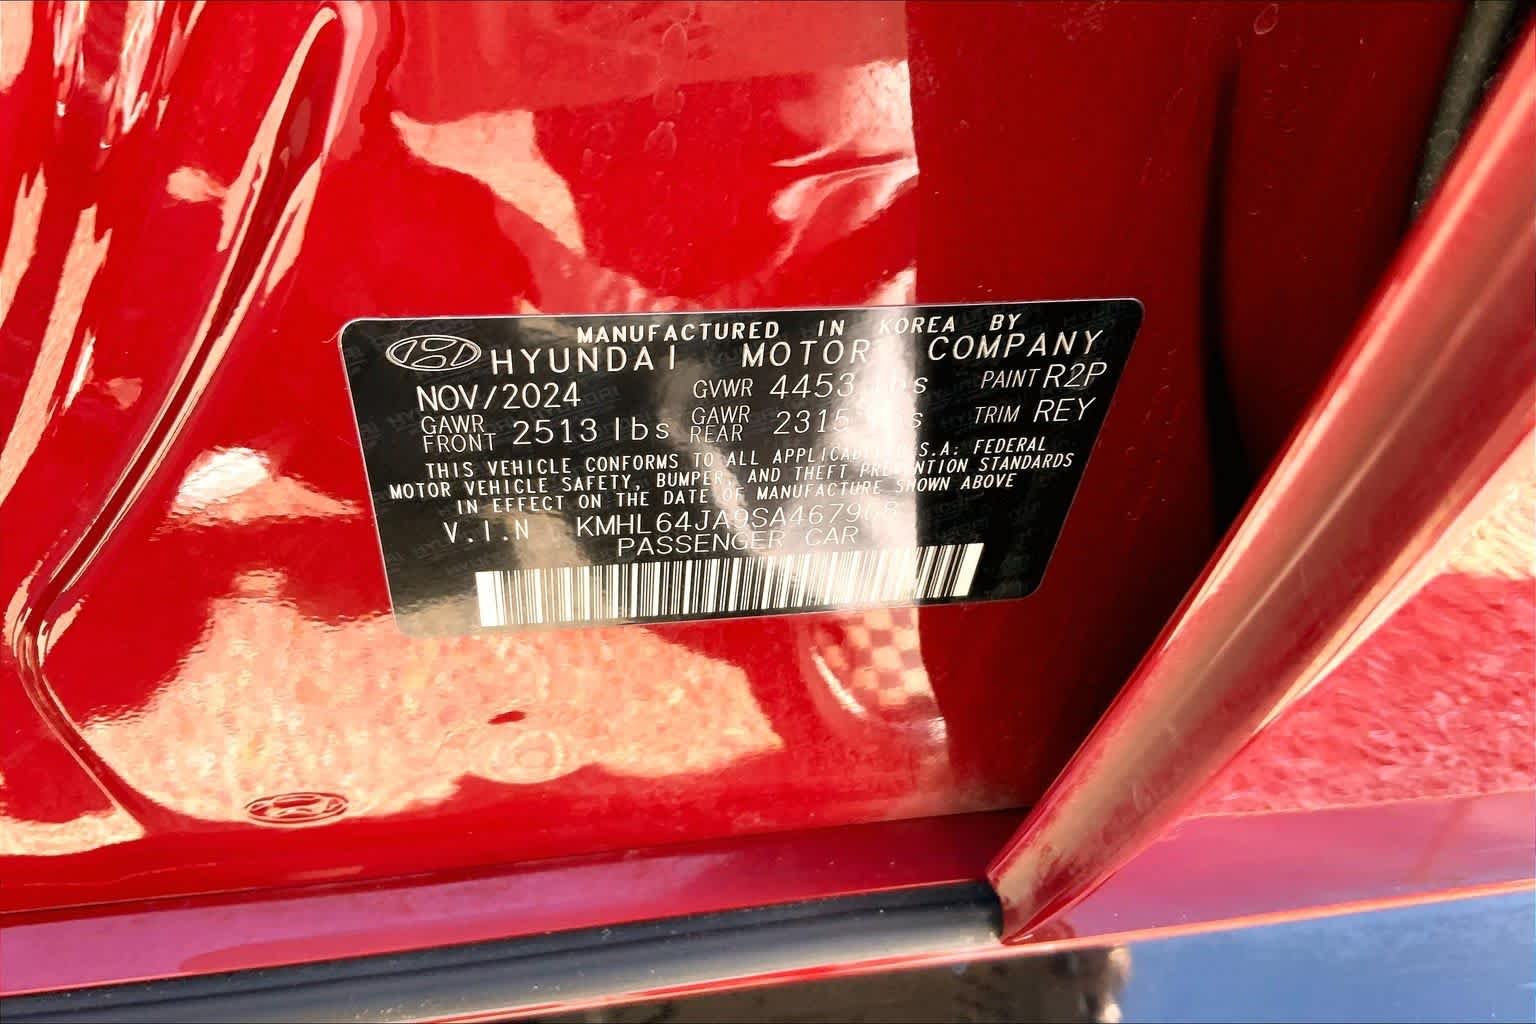 MANUFACTURED IN KOREA BY
HYUNDAI MOTOR COMPANY
NOV/2024 GVWR 4453 lbs PAINT R2P
GAWR FRONT 2513 lbs GAWR REAR 2315 lbs TRIM REY
THIS VEHICLE CONFORMS TO ALL APPLICABLE U.S.A: FEDERAL
MOTOR VEHICLE SAFETY, BUMPER, AND THEFT PREVENTION STANDARDS
IN EFFECT ON THE DATE OF MANUFACTURE SHOWN ABOVE
V.I.N
PASSENGER CAR